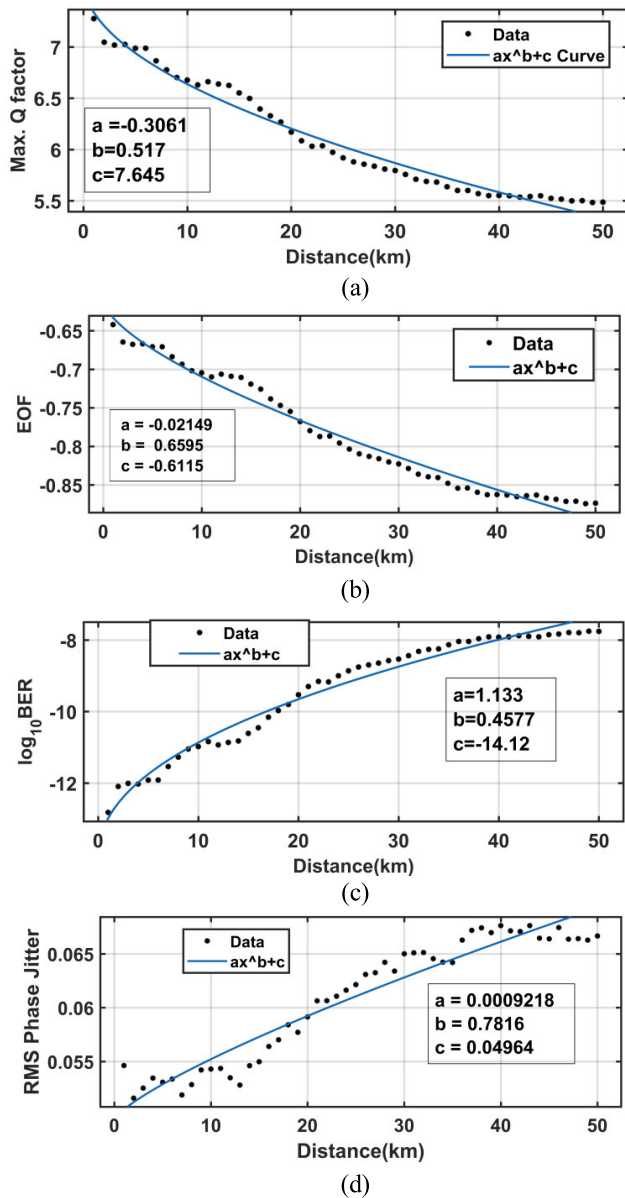 Data
ax^b+c Curve
7
6.5
6
5.5
Max. Q factor
a =-0.3061
b=0.517
c=7.645
0 10 20 30 40 50
Distance(km)
(a)
Data
ax^b+c
-0.65
-0.7
-0.75
-0.8
-0.85
EOF
a = -0.02149
b = 0.6595
c = -0.6115
0 10 20 30 40 50
Distance(km)
(b)
Data
ax^b+c
-8
-10
-12
log₁₀BER
a=1.133
b=0.4577
c=-14.12
0 10 20 30 40 50
Distance(km)
(c)
Data
ax^b+c
0.065
0.06
0.055
RMS Phase Jitter
a = 0.0009218
b = 0.7816
c = 0.04964
0 10 20 30 40 50
Distance(km)
(d)